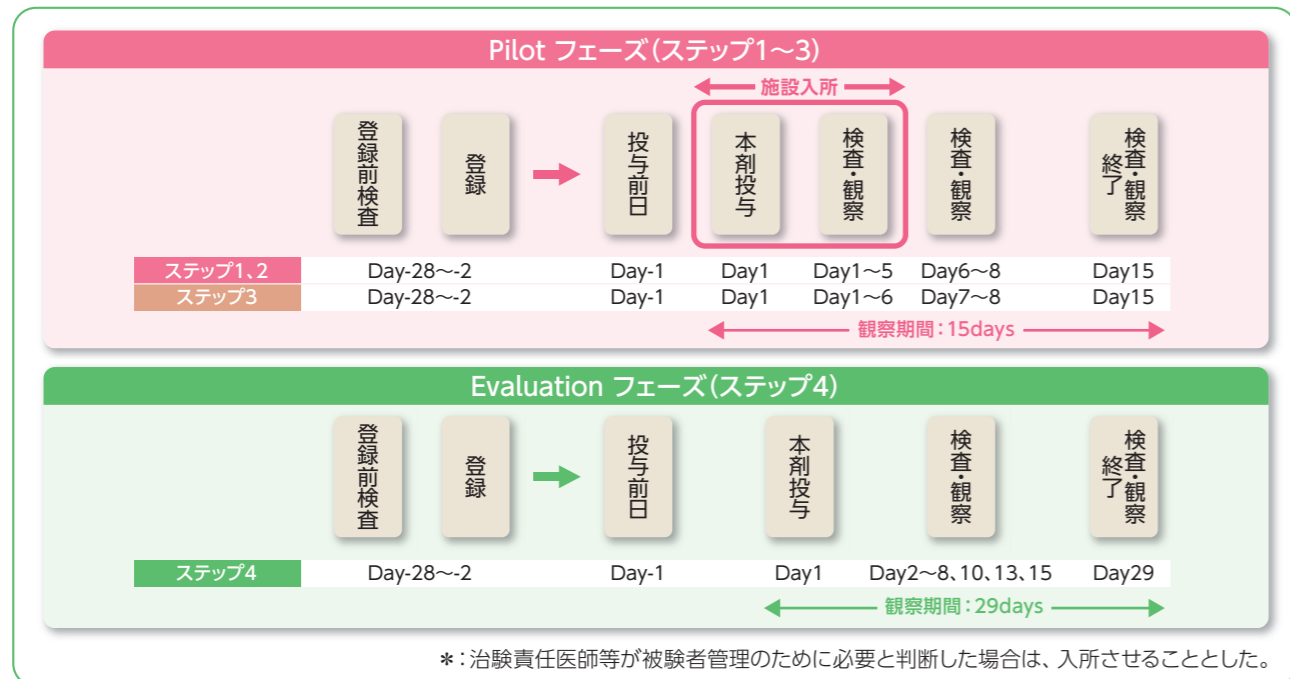 Pilot フェーズ(ステップ1〜3)
施設入所
登録前検査
登録
投与前日
本剤投与
検査・観察
検査・観察
検査・観察
終了
ステップ1、2 Day-28〜-2 Day-1 Day1 Day1〜5 Day6〜8 Day15
ステップ3 Day-28〜-2 Day-1 Day1 Day1〜6 Day7〜8 Day15
観察期間:15days
Evaluation フェーズ(ステップ4)
登録前検査
登録
投与前日
本剤投与
検査・観察
検査・観察
終了
ステップ4 Day-28〜-2 Day-1 Day1 Day2〜8、10、13、15 Day29
観察期間:29days
*:治験責任医師等が被験者管理のために必要と判断した場合は、入所させることとした。